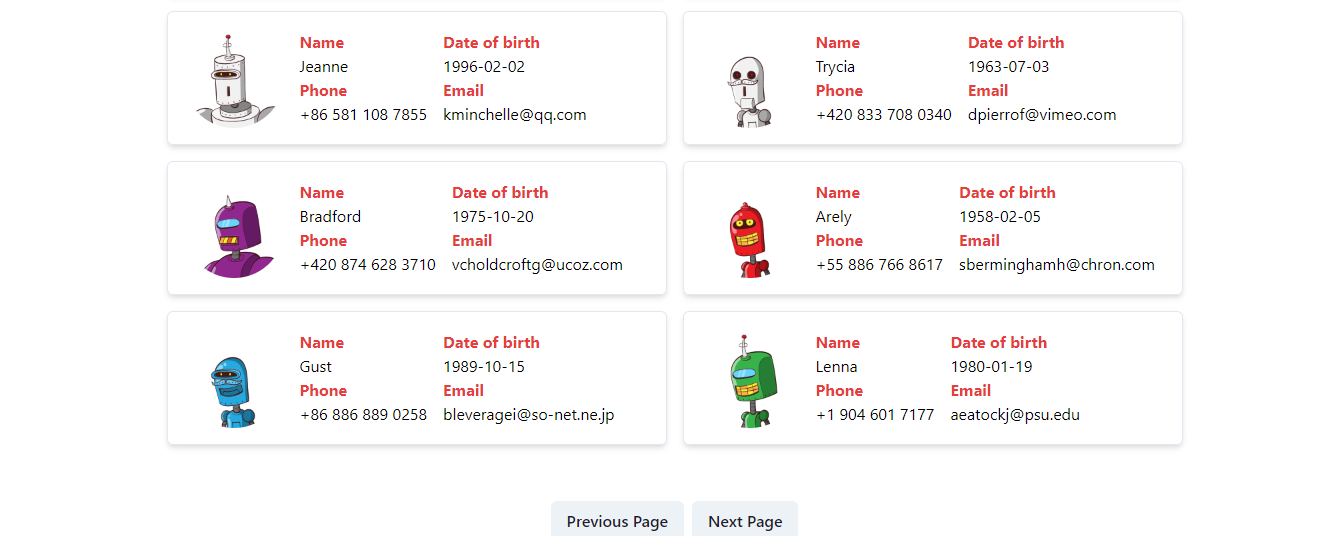 Name Date of birth
Jeanne 1996-02-02
Phone Email
+86 581 108 7855 kminchelle@qq.com
Name Date of birth
Trycia 1963-07-03
Phone Email
+420 833 708 0340 dpierrof@vimeo.com
Name Date of birth
Bradford 1975-10-20
Phone Email
+420 874 628 3710 vcholdcroftg@ucoz.com
Name Date of birth
Arely 1958-02-05
Phone Email
+55 886 766 8617 sberminghamh@chron.com
Name Date of birth
Gust 1989-10-15
Phone Email
+86 886 889 0258 bleveragei@so-net.ne.jp
Name Date of birth
Lenna 1980-01-19
Phone Email
+1 904 601 7177 aeatockj@psu.edu
Previous Page Next Page